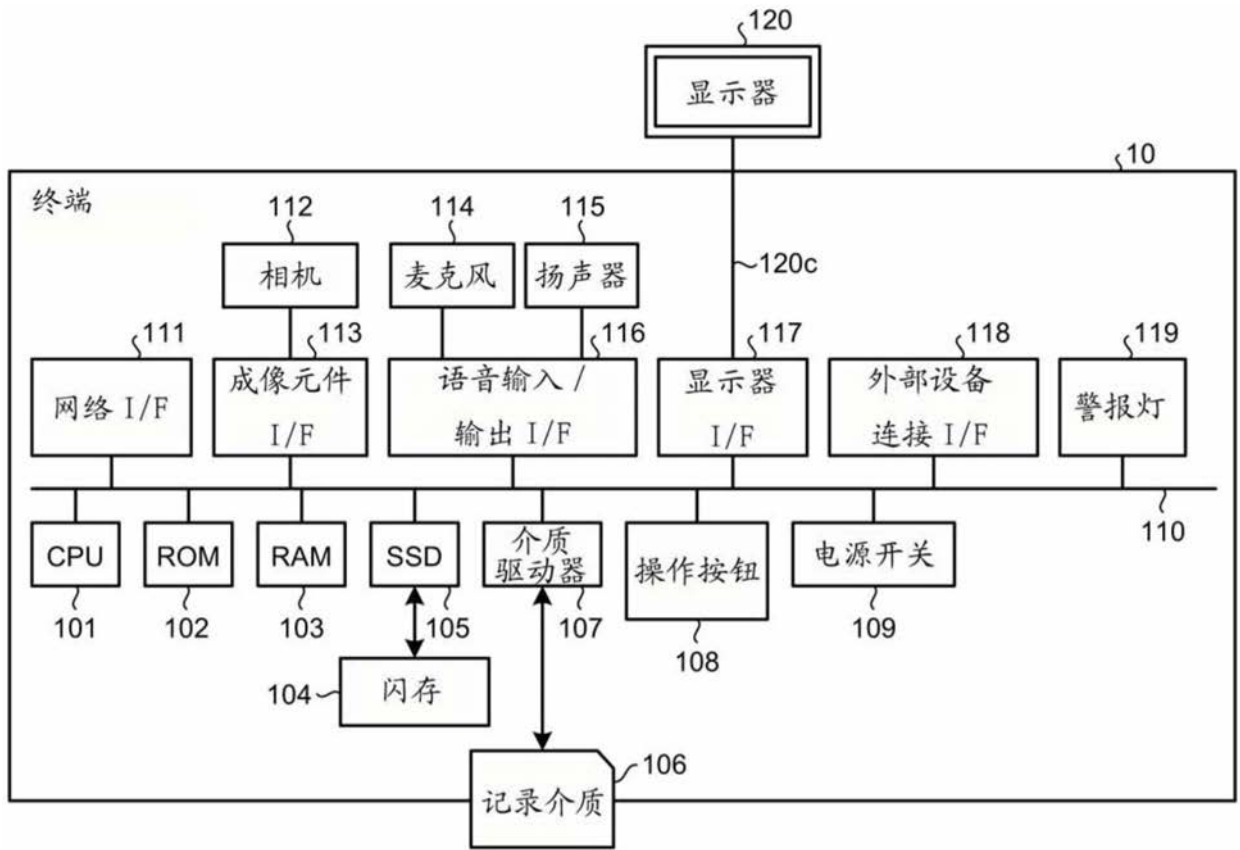 120
显示器
10
终端
112
114
115
相机
麦克风
扬声器
120c
111
113
116
117
118
119
网络 I/F
成像元件
I/F
语音输入 /
输出 I/F
显示器
I/F
外部设备
连接 I/F
警报灯
110
CPU
ROM
RAM
SSD
介质
驱动器
操作按钮
电源开关
101
102
103
105
107
108
109
104
闪存
106
记录介质